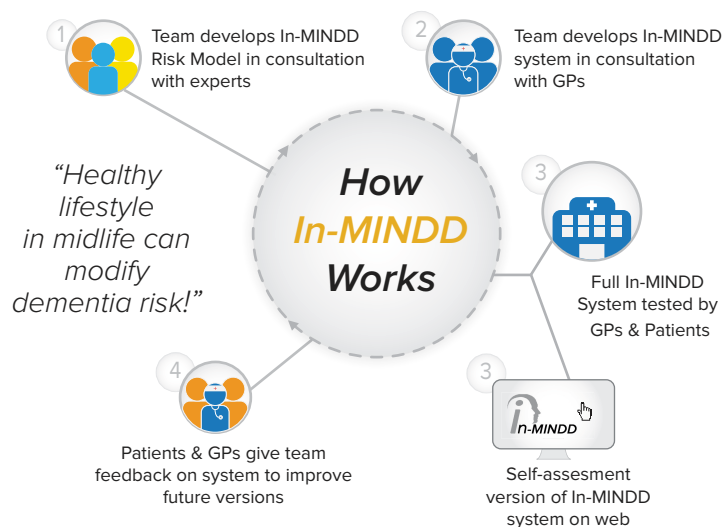 1
Team develops In-MINDD
Risk Model in consultation
with experts
2
Team develops In-MINDD
system in consultation
with GPs
“Healthy
lifestyle
in midlife can
modify
dementia risk!”
How
In-MINDD
Works
3
Full In-MINDD
System tested by
GPs & Patients
4
Patients & GPs give team
feedback on system to improve
future versions
3
in-MINDD
Self-assesment
version of In-MINDD
system on web